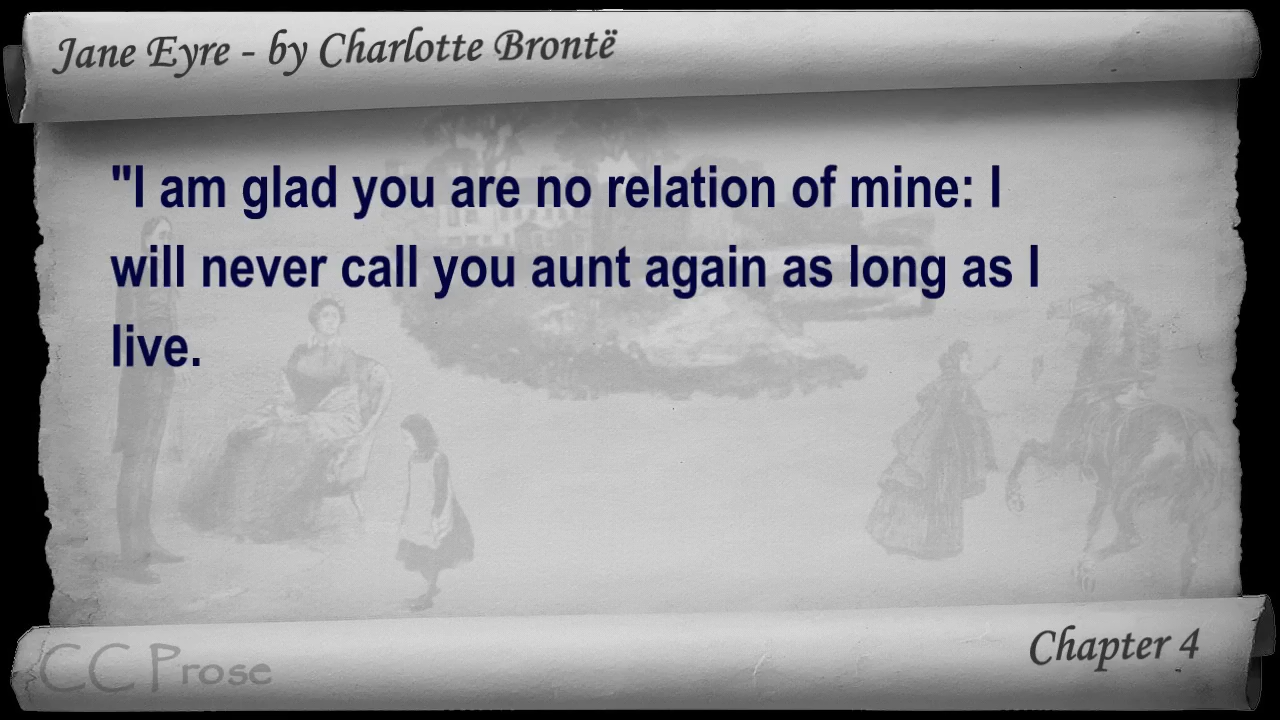 Jane Eyre - by Charlotte Brontë
"I am glad you are no relation of mine: I
will never call you aunt again as long as I
live.
Chapter 4
CC Prose